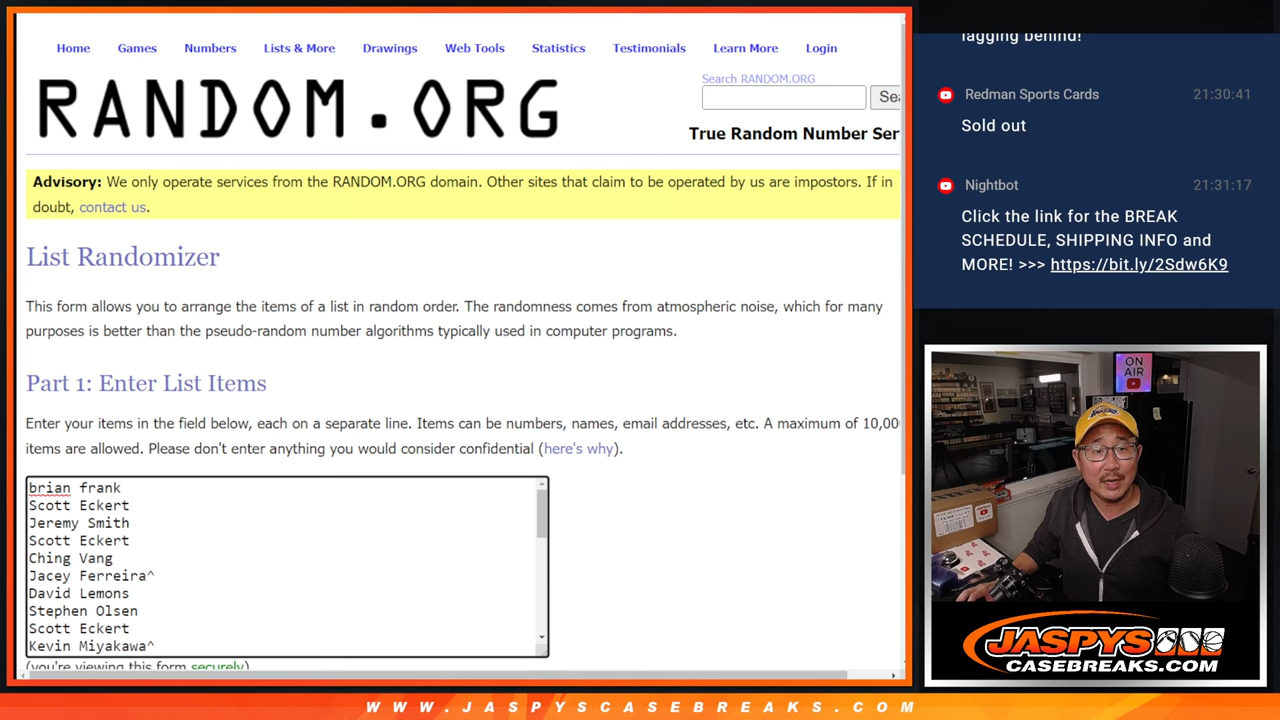 Home Games Numbers Lists & More Drawings Web Tools Statistics Testimonials Learn More Login
RANDOM.ORG
Search RANDOM.ORG
True Random Number Ser
Advisory: We only operate services from the RANDOM.ORG domain. Other sites that claim to be operated by us are impostors. If in
doubt, contact us.
List Randomizer
This form allows you to arrange the items of a list in random order. The randomness comes from atmospheric noise, which for many
purposes is better than the pseudo-random number algorithms typically used in computer programs.
Part 1: Enter List Items
Enter your items in the field below, each on a separate line. Items can be numbers, names, email addresses, etc. A maximum of 10,00
items are allowed. Please don't enter anything you would consider confidential (here's why).
brian frank
Scott Eckert
Jeremy Smith
Scott Eckert
Ching Vang
Jacey Ferreira^
David Lemons
Stephen Olsen
Scott Eckert
Kevin Miyakawa^
(you're viewing this form securely)
lagging behind!
Redman Sports Cards 21:30:41
Sold out
Nightbot 21:31:17
Click the link for the BREAK
SCHEDULE, SHIPPING INFO and
MORE! >>> https://bit.ly/2Sdw6K9
ON
AIR
JASPYS
CASEBREAKS.COM
WWW.JASPYSCASEBREAKS.COM